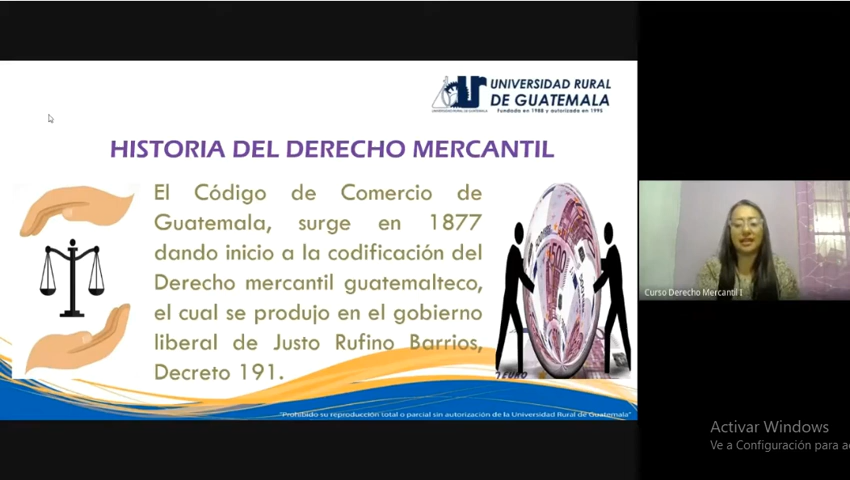 UNIVERSIDAD RURAL
DE GUATEMALA
Fundado en 1988 y autorizada en 1995
HISTORIA DEL DERECHO MERCANTIL
El Código de Comercio de
Guatemala, surge en 1877
dando inicio a la codificación del
Derecho mercantil guatemalteco,
el cual se produjo en el gobierno
liberal de Justo Rufino Barrios,
Decreto 191.
500
EURO
"Prohibido su reproducción total o parcial sin autorización de la Universidad Rural de Guatemala"
Curso Derecho Mercantil I
Activar Windows
Ve a Configuración para ac